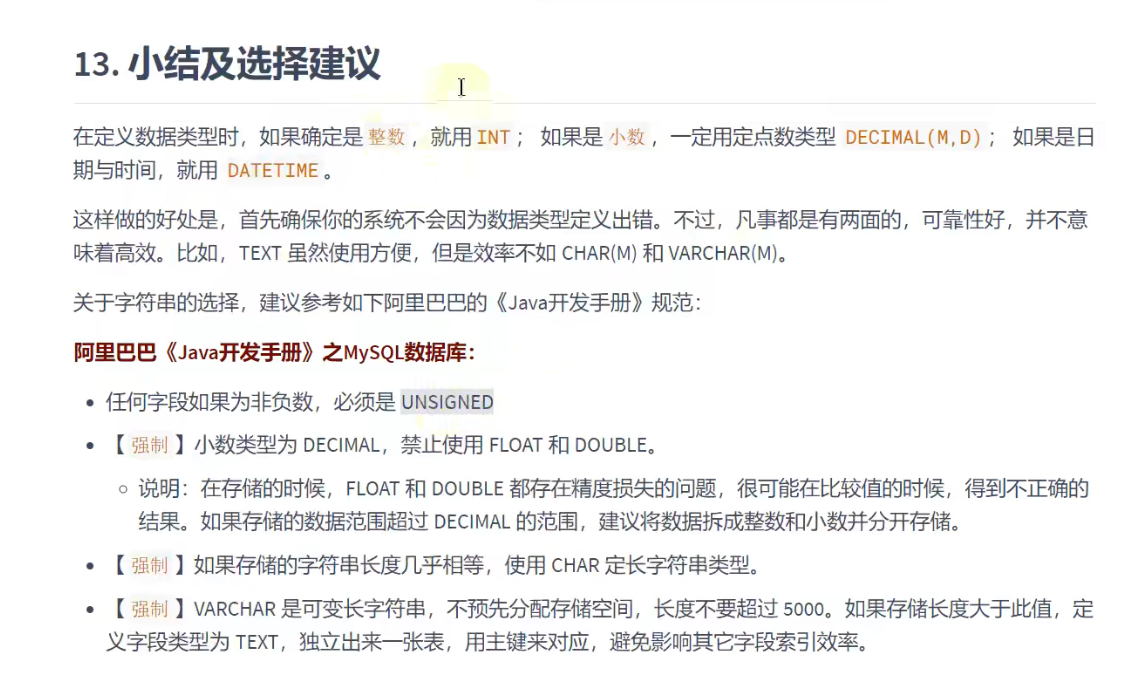 13. 小结及选择建议
在定义数据类型时，如果确定是 整数 ，就用 INT ； 如果是 小数 ，一定用定点数类型 DECIMAL(M,D) ； 如果是日
期与时间，就用 DATETIME 。
这样做的好处是，首先确保你的系统不会因为数据类型定义出错。不过，凡事都是有两面的，可靠性好，并不意
味着高效。比如，TEXT 虽然使用方便，但是效率不如 CHAR(M) 和 VARCHAR(M)。
关于字符串的选择，建议参考如下阿里巴巴的《Java开发手册》规范：
阿里巴巴《Java开发手册》之MySQL数据库：
• 任何字段如果为非负数，必须是 UNSIGNED
• 【 强制 】小数类型为 DECIMAL，禁止使用 FLOAT 和 DOUBLE。
◦ 说明：在存储的时候，FLOAT 和 DOUBLE 都存在精度损失的问题，很可能在比较值的时候，得到不正确的
结果。如果存储的数据范围超过 DECIMAL 的范围，建议将数据拆成整数和小数并分开存储。
• 【 强制 】如果存储的字符串长度几乎相等，使用 CHAR 定长字符串类型。
• 【 强制 】VARCHAR 是可变长字符串，不预先分配存储空间，长度不要超过 5000。如果存储长度大于此值，定
义字段类型为 TEXT，独立出来一张表，用主键来对应，避免影响其它字段索引效率。